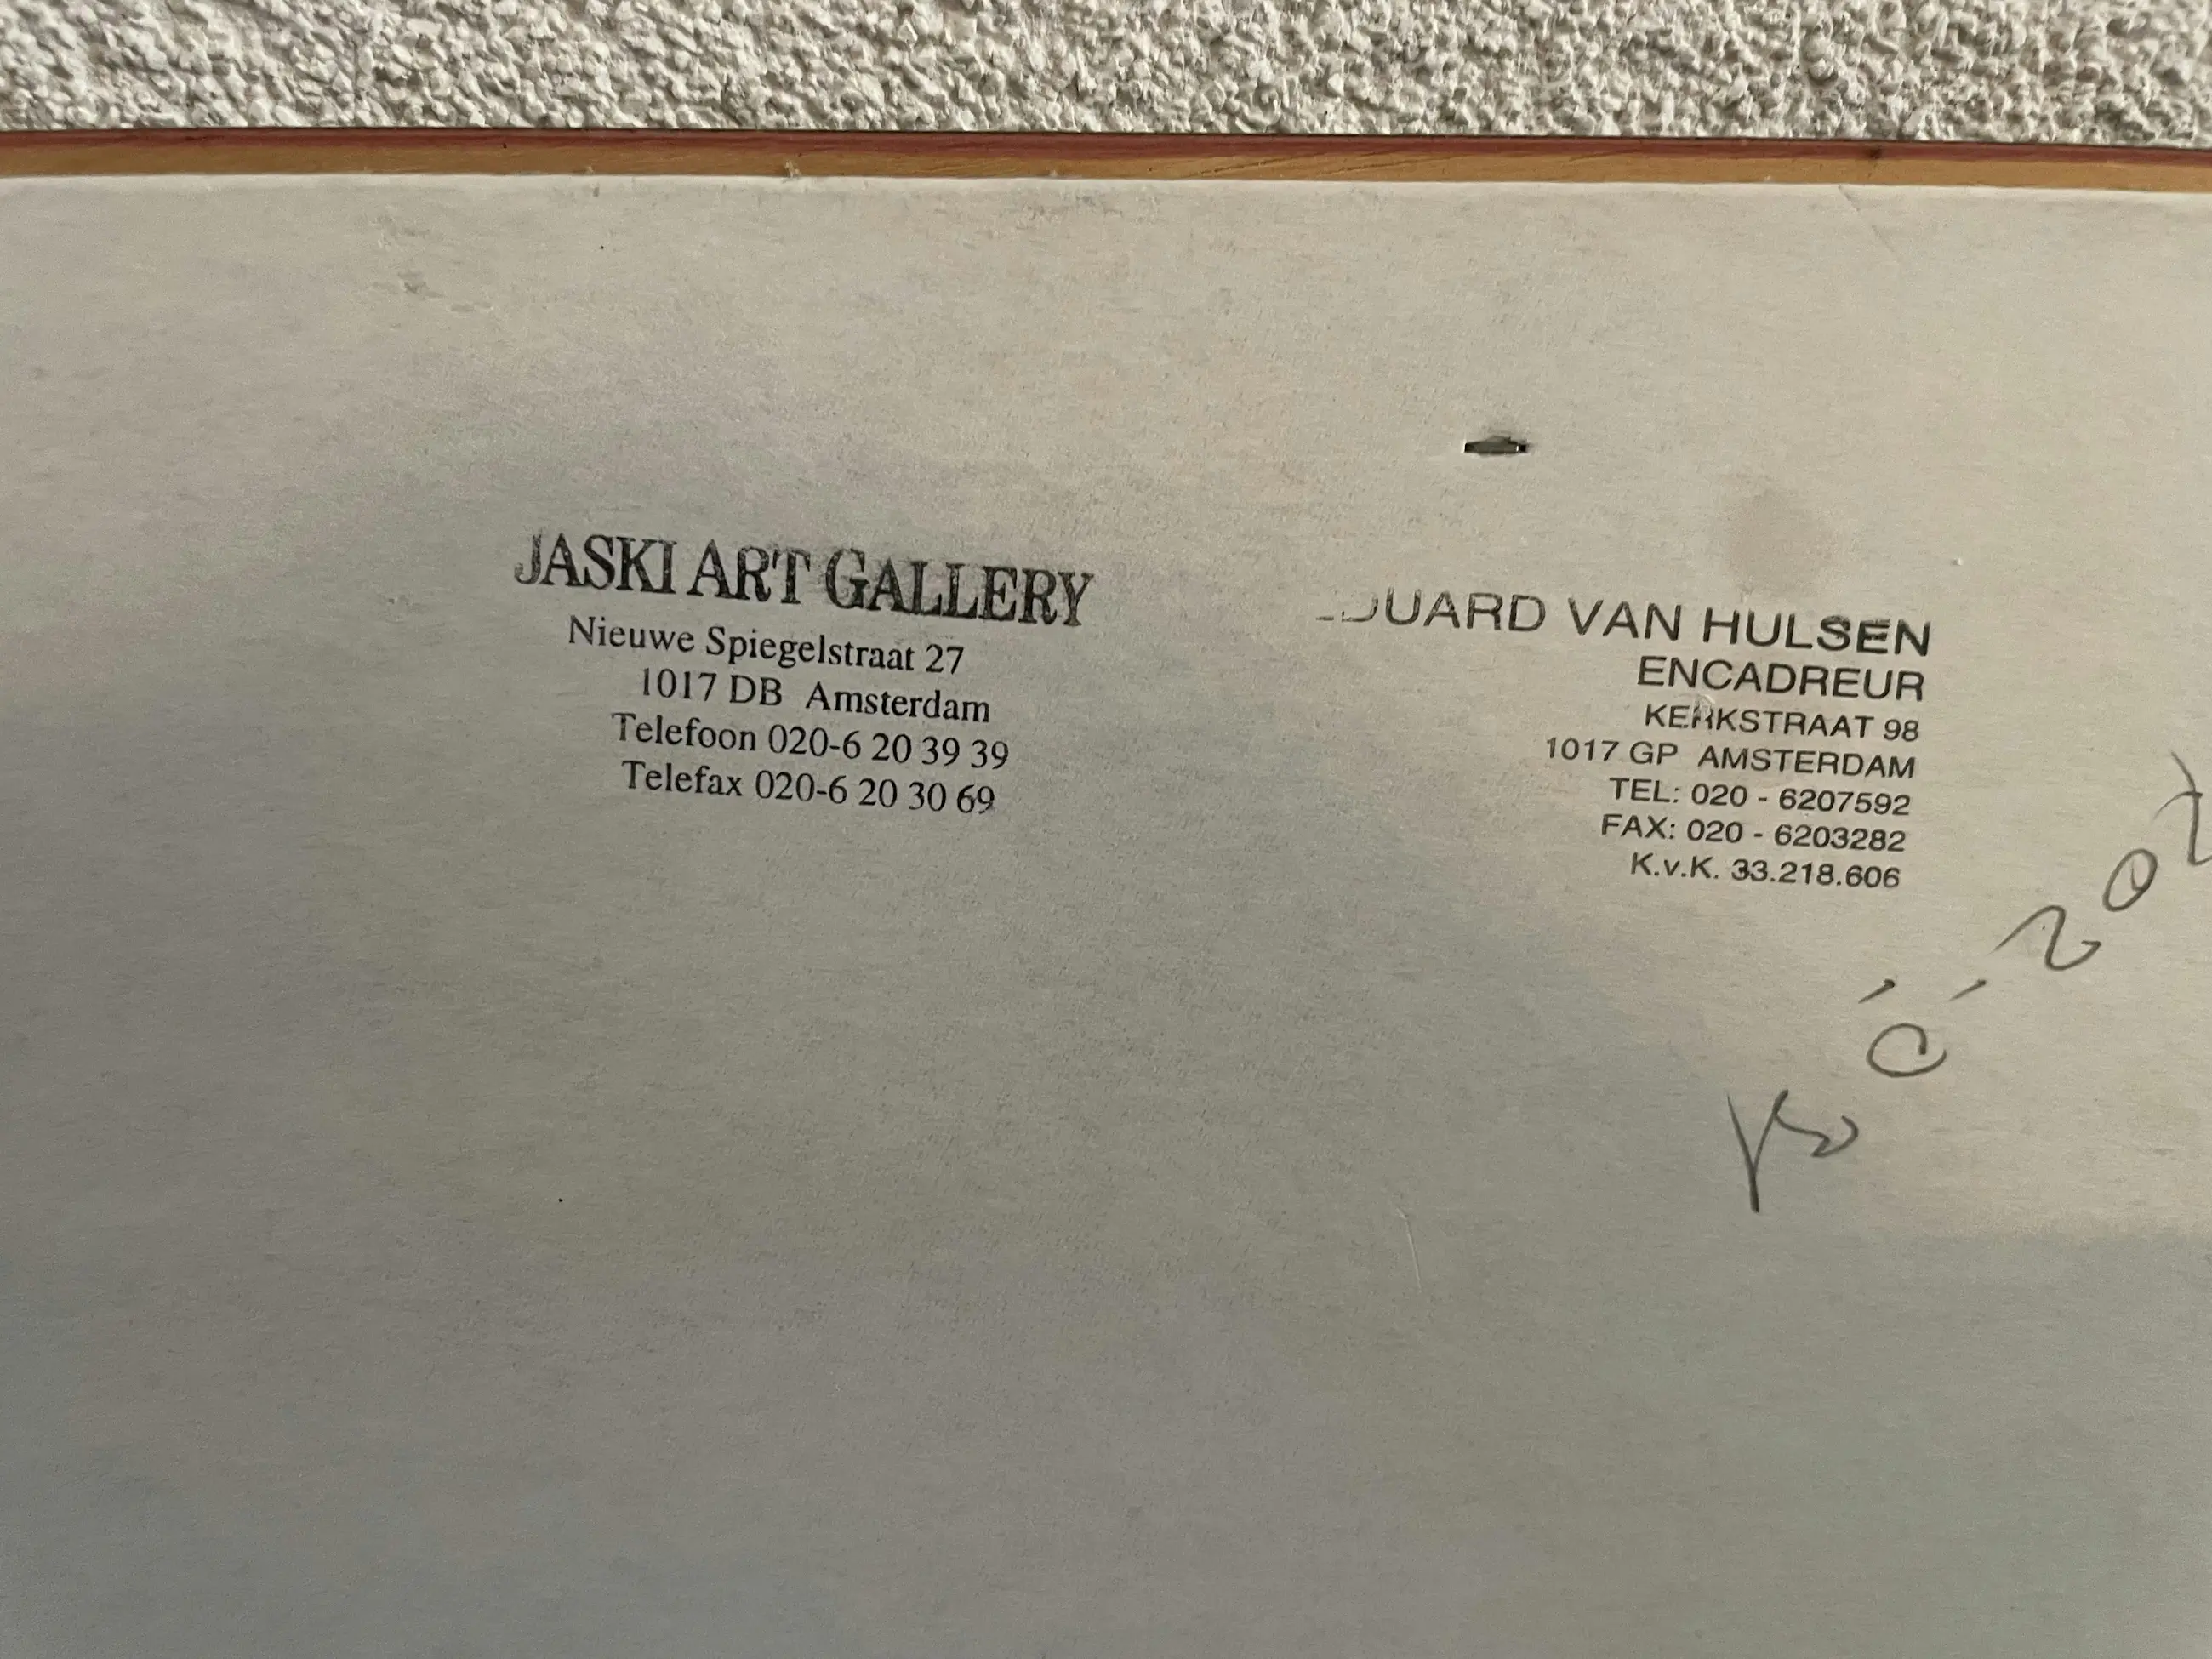 JASKI ART GALLERY
Nieuwe Spiegelstraat 27
1017 DB Amsterdam
Telefoon 020-6 20 39 39
Telefax 020-6 20 30 69
EDUARD VAN HULSEN
ENCADREUR
KERKSTRAAT 98
1017 GP AMSTERDAM
TEL: 020 - 6207592
FAX: 020 - 6203282
K.v.K. 33.218.606